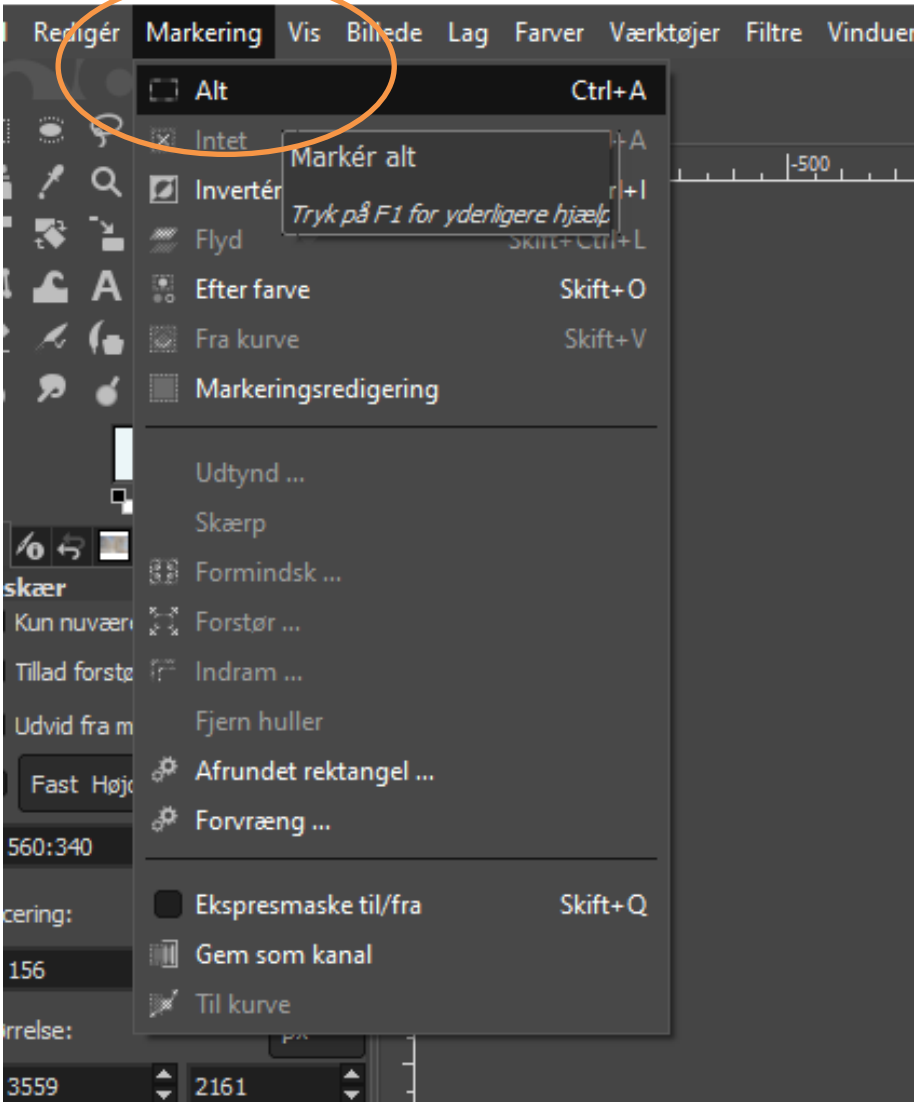 Redigér Markering Vis Billede Lag Farver Værktøjer Filtre Vinduer
Alt Ctrl+A
Intet +A
Markér alt
Invertér l+I
Tryk på F1 for yderligere hjælp
Flyd Skift+Ctrl+L
Efter farve Skift+O
Fra kurve Skift+V
Markeringsredigering
Udtynd ...
Skærp
Formindsk ...
Forstør ...
Indram ...
Fjern huller
Afrundet rektangel ...
Forvræng ...
Ekspresmaske til/fra Skift+Q
Gem som kanal
Til kurve
-500
skær
Kun nuvære
Tillad forstø
Udvid fra m
Fast Højd
560:340
cering:
156
rrelse:
px
3559 2161